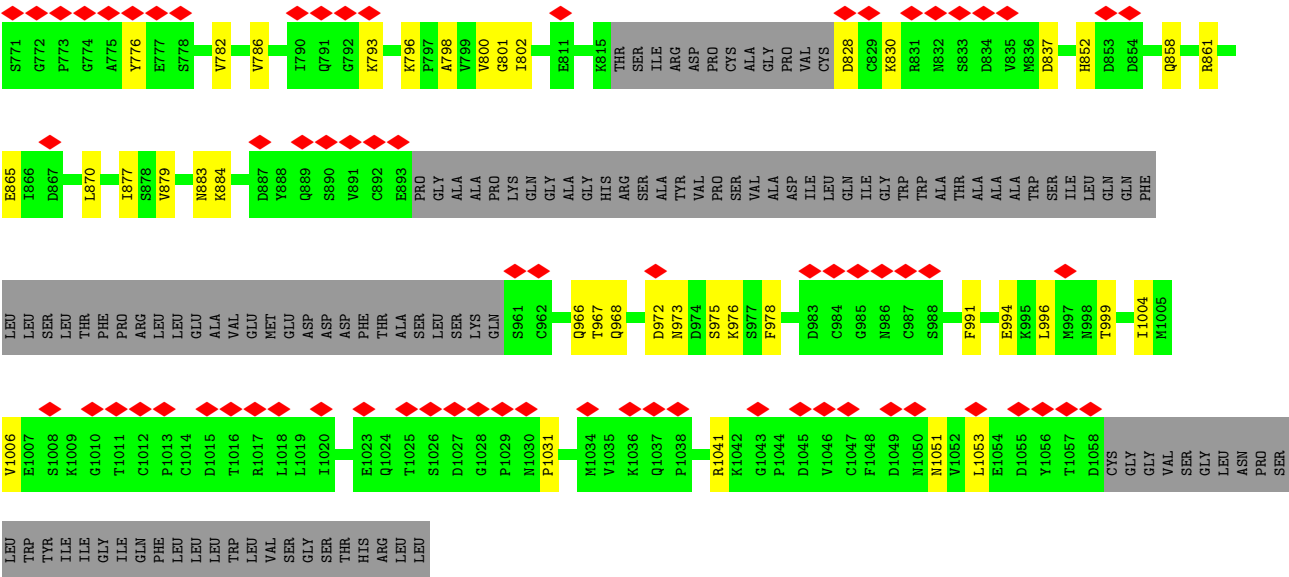 S771 G772 P773 G774 A775 Y776 E777 S778 V782 V786 I790 Q791 G792 K793 K796 P797 A798 V799 V800 G801 I802 E811 K815 THR SER ILE ARG ASP PRO CYS ALA GLY PRO VAL CYS D828 C829 K830 R831 N832 S833 D834 V835 M836 D837 H852 D853 D854 Q858 R861
E865 I866 D867 L870 I877 S878 V879 N883 K884 D887 Y888 Q889 S890 V891 C892 E893 PRO GLY ALA ALA PRO LYS GLN GLY ALA GLY HIS ARG SER ALA TYR VAL PRO SER VAL ALA ASP ILE LEU GLN ILE GLY TRP TRP ALA THR ALA ALA ALA TRP SER ILE LEU GLN GLN PHE
LEU LEU SER LEU THR PHE PRO ARG LEU LEU GLU ALA VAL GLU MET GLU ASP ASP ASP PHE THR ALA SER LEU SER LYS GLN S961 C962 Q966 T967 Q968 D972 N973 D974 S975 K976 S977 F978 D983 C984 G985 N986 C987 S988 F991 E994 K995 L996 M997 N998 T999 I1004 M1005
V1006 E1007 S1008 K1009 G1010 T1011 C1012 P1013 C1014 D1015 T1016 R1017 L1018 L1019 I1020 E1023 Q1024 T1025 S1026 D1027 G1028 P1029 N1030 P1031 M1034 V1035 K1036 Q1037 P1038 R1041 K1042 G1043 P1044 D1045 V1046 C1047 F1048 D1049 N1050 N1051 V1052 L1053 E1054 D1055 Y1056 T1057 D1058 CYS GLY GLY VAL SER GLY LEU ASN PRO SER
LEU TRP TYR ILE ILE GLY ILE GLN PHE LEU LEU LEU TRP LEU VAL SER GLY SER THR HIS ARG LEU LEU